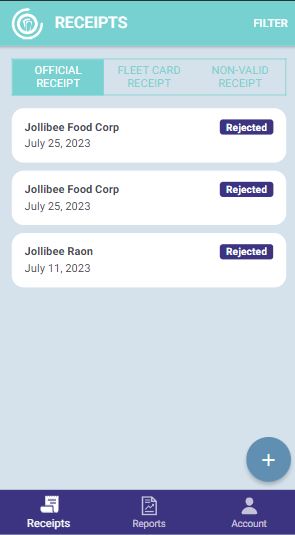 RECEIPTS
FILTER
OFFICIAL
RECEIPT
FLEET CARD
RECEIPT
NON-VALID
RECEIPT
Jollibee Food Corp
Rejected
July 25, 2023
Jollibee Food Corp
Rejected
July 25, 2023
Jollibee Raon
Rejected
July 11, 2023
+
Receipts
Reports
Account